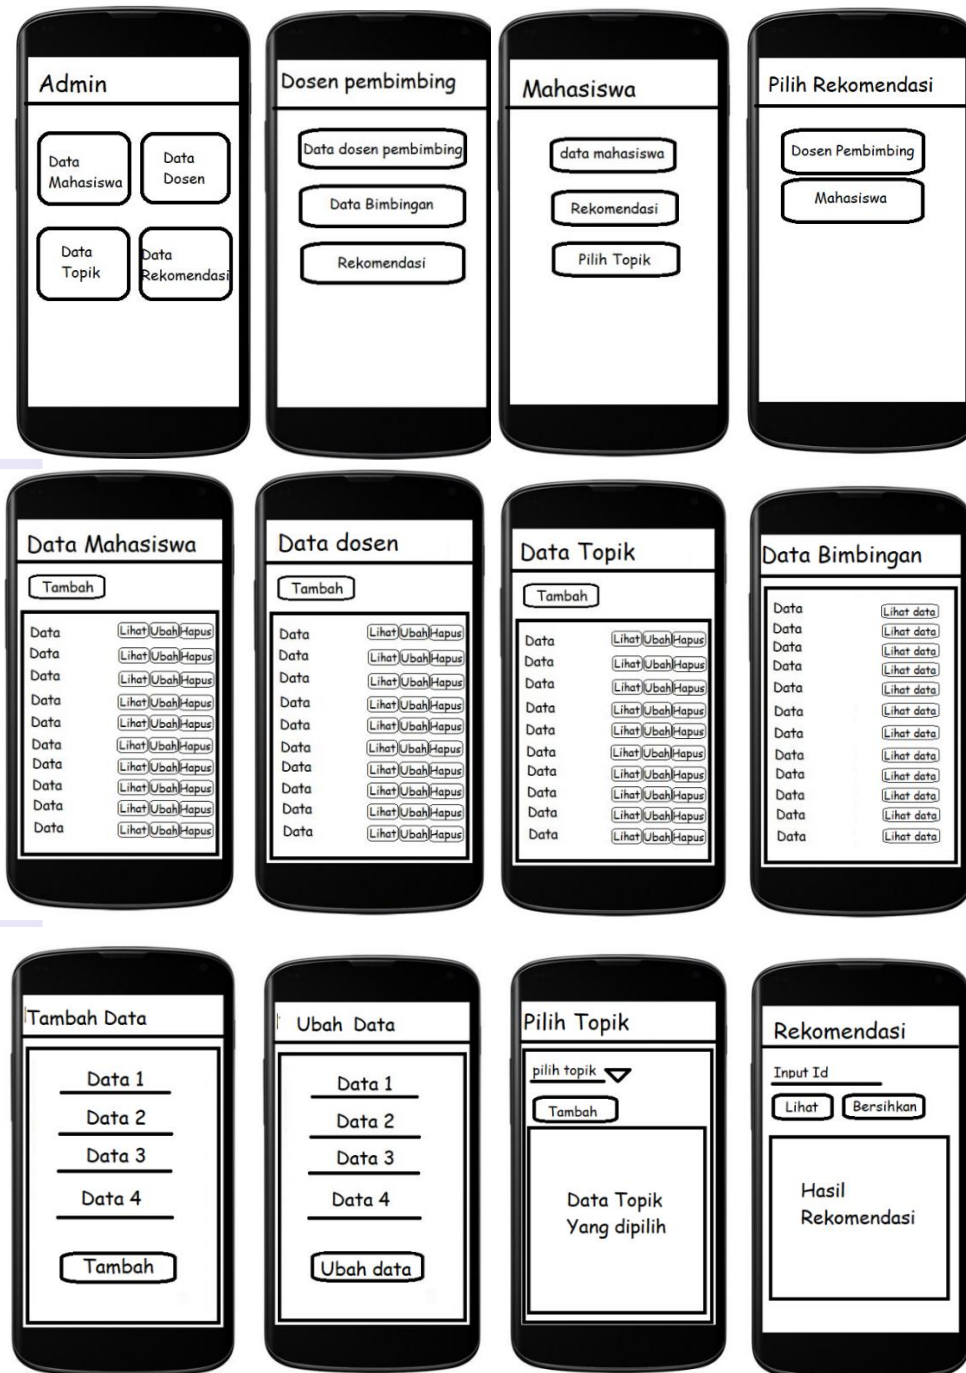 Admin
Data
Mahasiswa
Data
Dosen
Data
Topik
Data
Rekomendasi
Dosen pembimbing
Data dosen pembimbing
Data Bimbingan
Rekomendasi
Mahasiswa
data mahasiswa
Rekomendasi
Pilih Topik
Pilih Rekomendasi
Dosen Pembimbing
Mahasiswa
Data Mahasiswa
Tambah
Data Lihat Ubah Hapus
Data Lihat Ubah Hapus
Data Lihat Ubah Hapus
Data Lihat Ubah Hapus
Data Lihat Ubah Hapus
Data Lihat Ubah Hapus
Data Lihat Ubah Hapus
Data Lihat Ubah Hapus
Data Lihat Ubah Hapus
Data Lihat Ubah Hapus
Data dosen
Tambah
Data Lihat Ubah Hapus
Data Lihat Ubah Hapus
Data Lihat Ubah Hapus
Data Lihat Ubah Hapus
Data Lihat Ubah Hapus
Data Lihat Ubah Hapus
Data Lihat Ubah Hapus
Data Lihat Ubah Hapus
Data Lihat Ubah Hapus
Data Lihat Ubah Hapus
Data Topik
Tambah
Data Lihat Ubah Hapus
Data Lihat Ubah Hapus
Data Lihat Ubah Hapus
Data Lihat Ubah Hapus
Data Lihat Ubah Hapus
Data Lihat Ubah Hapus
Data Lihat Ubah Hapus
Data Lihat Ubah Hapus
Data Lihat Ubah Hapus
Data Lihat Ubah Hapus
Data Bimbingan
Data Lihat data
Data Lihat data
Data Lihat data
Data Lihat data
Data Lihat data
Data Lihat data
Data Lihat data
Data Lihat data
Data Lihat data
Data Lihat data
Data Lihat data
Data Lihat data
Tambah Data
Data 1
Data 2
Data 3
Data 4
Tambah
Ubah Data
Data 1
Data 2
Data 3
Data 4
Ubah data
Pilih Topik
pilih topik
Tambah
Data Topik
Yang dipilih
Rekomendasi
Input Id
Lihat Bersihkan
Hasil
Rekomendasi